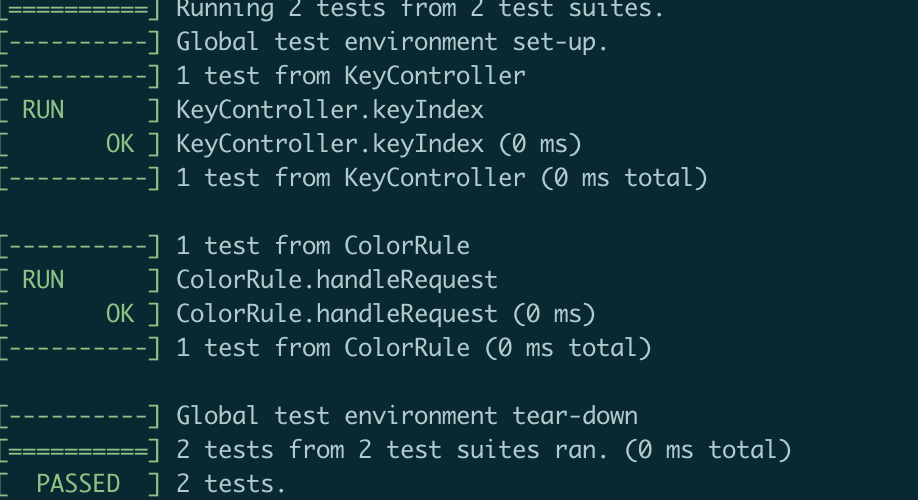 [==========] Running 2 tests from 2 test suites.
[----------] Global test environment set-up.
[----------] 1 test from KeyController
[ RUN      ] KeyController.keyIndex
[       OK ] KeyController.keyIndex (0 ms)
[----------] 1 test from KeyController (0 ms total)

[----------] 1 test from ColorRule
[ RUN      ] ColorRule.handleRequest
[       OK ] ColorRule.handleRequest (0 ms)
[----------] 1 test from ColorRule (0 ms total)

[----------] Global test environment tear-down
[==========] 2 tests from 2 test suites ran. (0 ms total)
[  PASSED  ] 2 tests.